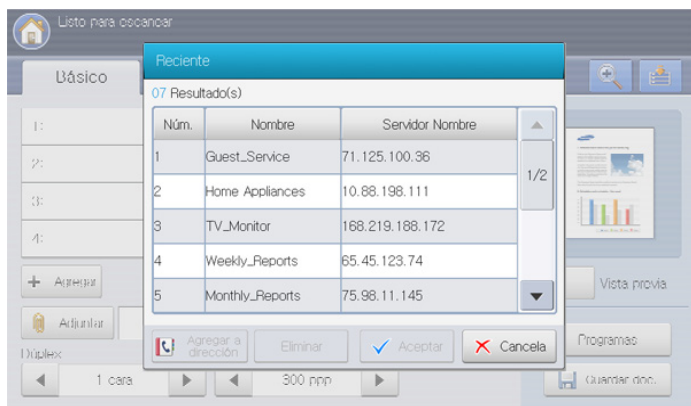 Listo para escanear
Básico
Reciente
07 Resultado(s)
Núm. Nombre Servidor Nombre
1 Guest_Service 71.125.100.36
2 Home Appliances 10.88.198.111
3 TV_Monitor 168.219.188.172
4 Weekly_Reports 65.45.123.74
5 Monthly_Reports 75.98.11.145
1/2
1:
2:
3:
4:
Agregar
Adjuntar
Dúplex
1 cara
300 ppp
Vista previa
Programas
Guardar doc.
Agregar a
dirección
Eliminar
Aceptar
Cancela